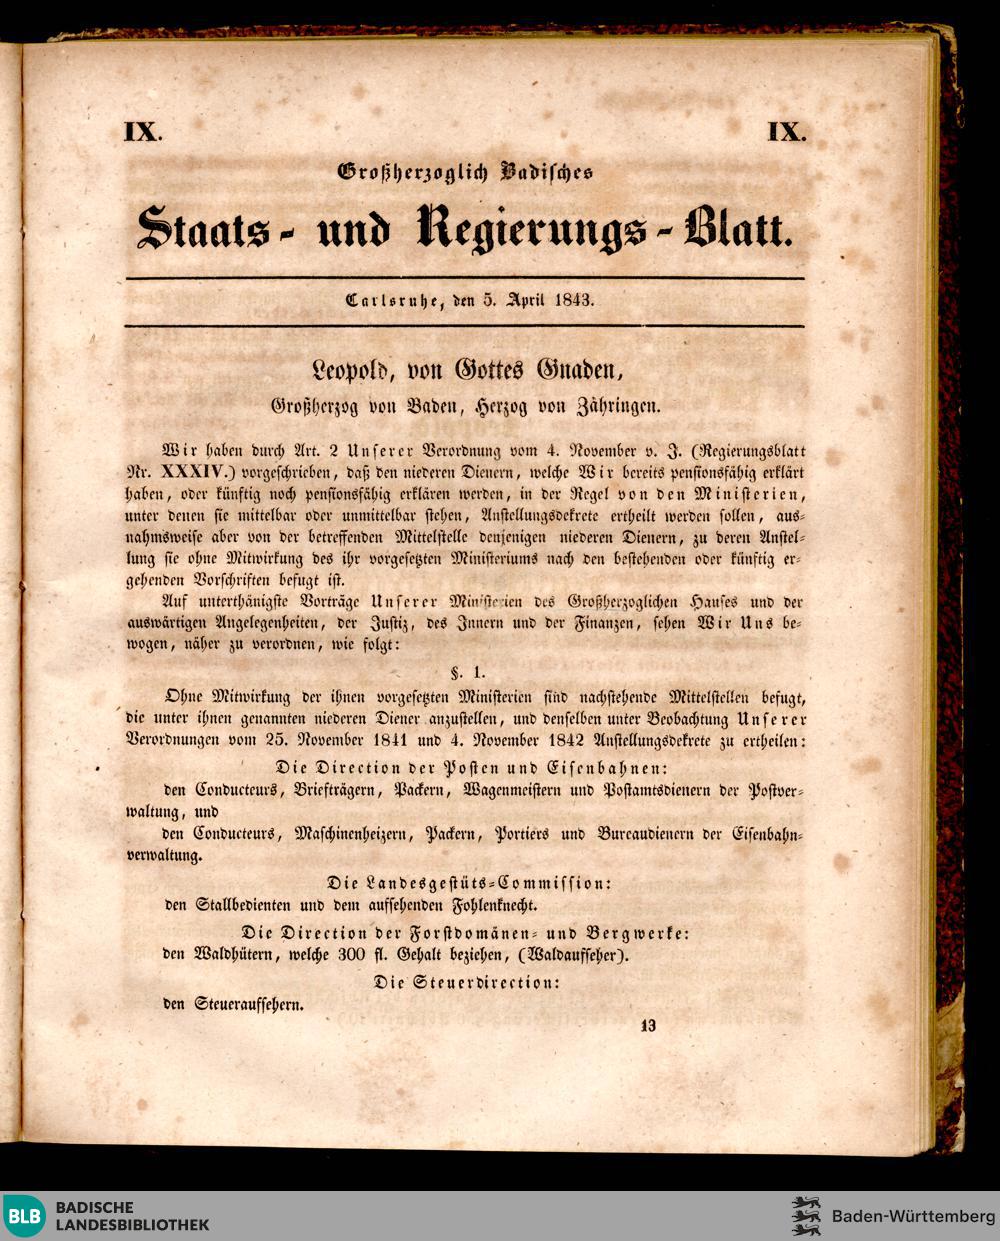 IX.
IX.
Großherzoglich Badisches
Staats- und Regierungs-Blatt.
Carlsruhe, den 5. April 1843.
Leopold, von Gottes Gnaden,
Großherzog von Baden, Herzog von Zähringen.
Wir haben durch Art. 2 Unserer Verordnung vom 4. November v. J. (Regierungsblatt
Nr. XXXIV.) vorgeschrieben, daß den niederen Dienern, welche Wir bereits pensionsfähig erklärt
haben, oder künftig noch pensionsfähig erklären werden, in der Regel von den Ministerien,
unter denen sie mittelbar oder unmittelbar stehen, Anstellungsdekrete ertheilt werden sollen, aus-
nahmsweise aber von der betreffenden Mittelstelle denjenigen niederen Dienern, zu deren Anstel-
lung sie ohne Mitwirkung des ihr vorgesetzten Ministeriums nach den bestehenden oder künftig er-
gehenden Vorschriften befugt ist.
Auf unterthänigste Vorträge Unserer Ministerien des Großherzoglichen Hauses und der
auswärtigen Angelegenheiten, der Justiz, des Innern und der Finanzen, sehen Wir Uns be-
wogen, näher zu verordnen, wie folgt:
§. 1.
Ohne Mitwirkung der ihnen vorgesetzten Ministerien sind nachstehende Mittelstellen befugt,
die unter ihnen genannten niederen Diener anzustellen, und denselben unter Beobachtung Unserer
Verordnungen vom 25. November 1841 und 4. November 1842 Anstellungsdekrete zu ertheilen:
Die Direction der Posten und Eisenbahnen:
den Conducteurs, Briefträgern, Packern, Wagenmeistern und Postamtsdienern der Postver-
waltung, und
den Conducteurs, Maschinenheizern, Packern, Portiers und Bureaudienern der Eisenbahn-
verwaltung.
Die Landesgestüts-Commission:
den Stallbedienten und dem aufsehenden Fohlenknecht.
Die Direction der Forstdomänen- und Bergwerke:
den Waldhütern, welche 300 fl. Gehalt beziehen, (Waldaufseher).
Die Steuerdirection:
den Steueraufsehern.
13
BLB
BADISCHE
LANDESBIBLIOTHEK
Baden-Württemberg